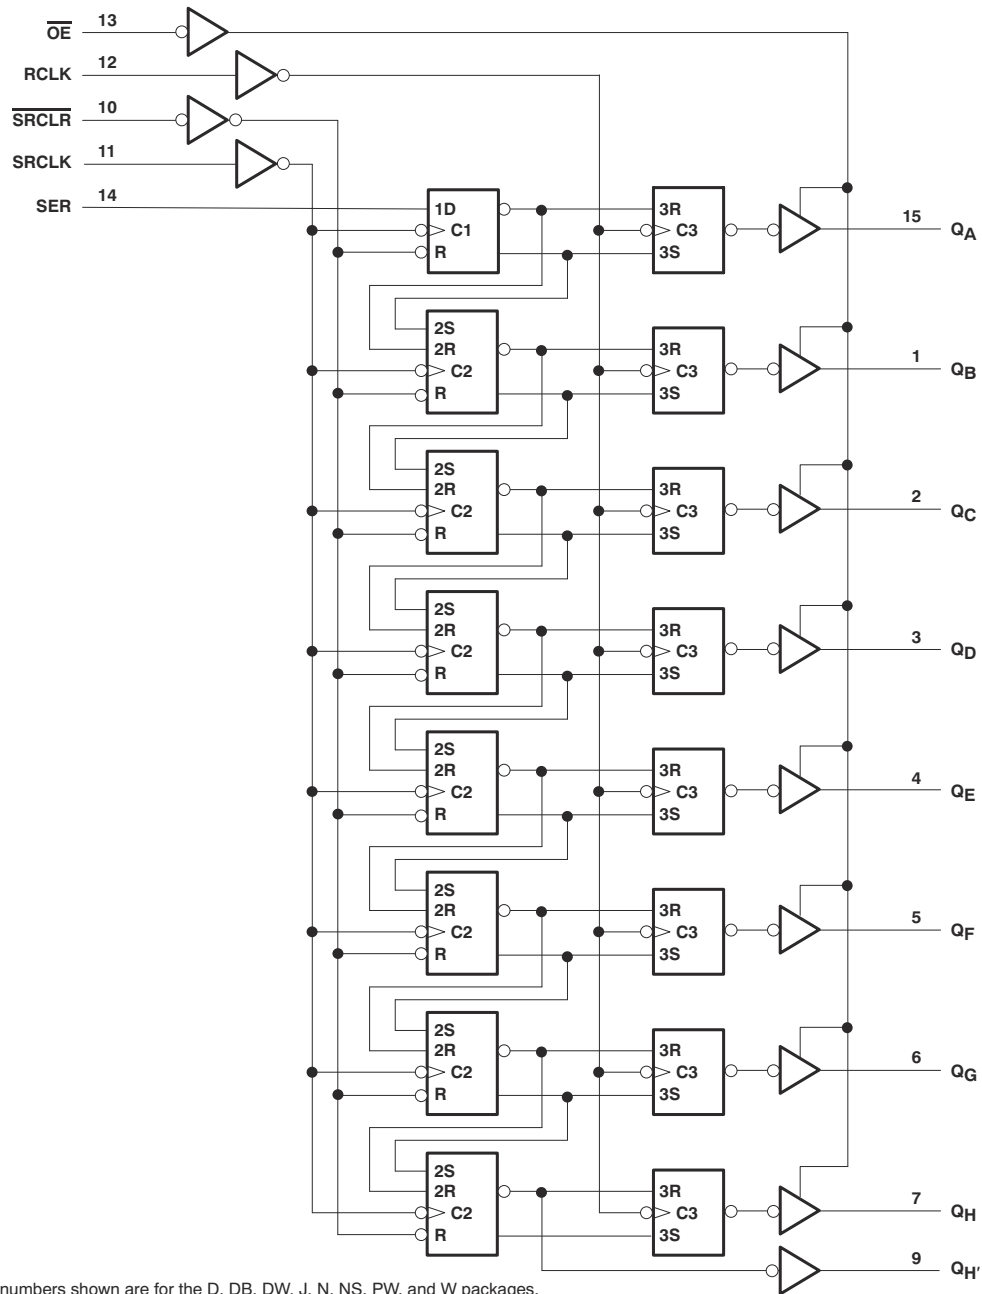 OE 13
RCLK 12
SRCLR 10
SRCLK 11
SER 14
1D
C1
R
3R
C3
3S
15 QA
2S
2R
C2
R
3R
C3
3S
1 QB
2S
2R
C2
R
3R
C3
3S
2 QC
2S
2R
C2
R
3R
C3
3S
3 QD
2S
2R
C2
R
3R
C3
3S
4 QE
2S
2R
C2
R
3R
C3
3S
5 QF
2S
2R
C2
R
3R
C3
3S
6 QG
2S
2R
C2
R
3R
C3
3S
7 QH
9 QH′
numbers shown are for the D, DB, DW, J, N, NS, PW, and W packages.